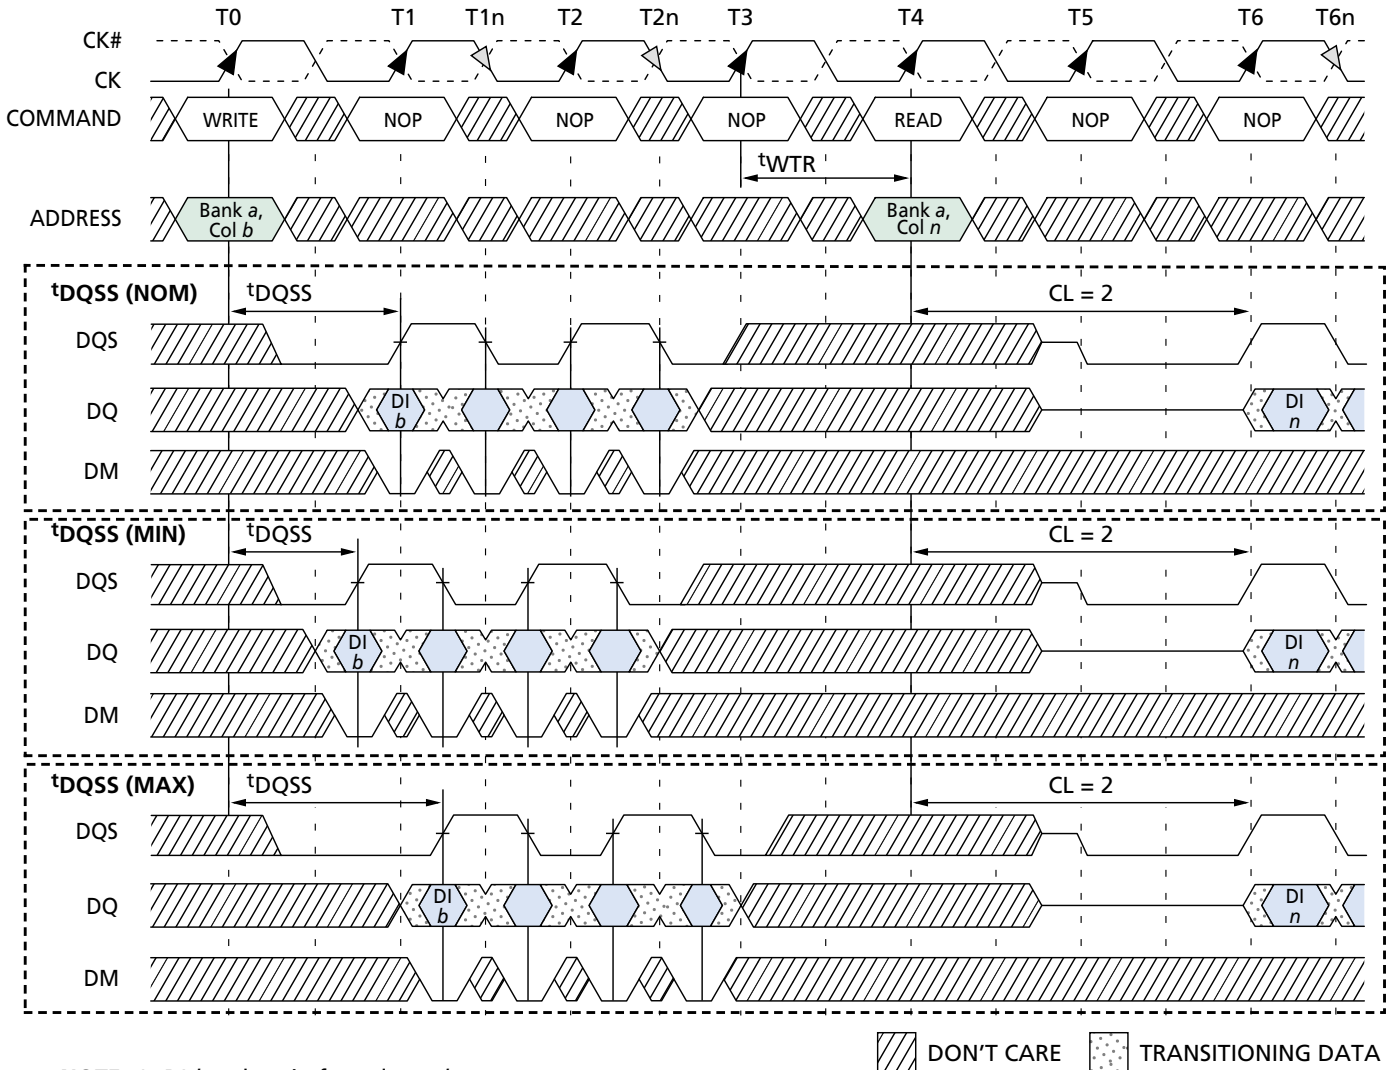 T0 T1 T1n T2 T2n T3 T4 T5 T6 T6n
CK#
CK
COMMAND WRITE NOP NOP NOP READ NOP NOP
tWTR
ADDRESS Bank a, Col b Bank a, Col n
tDQSS (NOM) tDQSS CL = 2
DQS
DQ DI b DI n
DM
tDQSS (MIN) tDQSS CL = 2
DQS
DQ DI b DI n
DM
tDQSS (MAX) tDQSS CL = 2
DQS
DQ DI b DI n
DM
DON'T CARE TRANSITIONING DATA